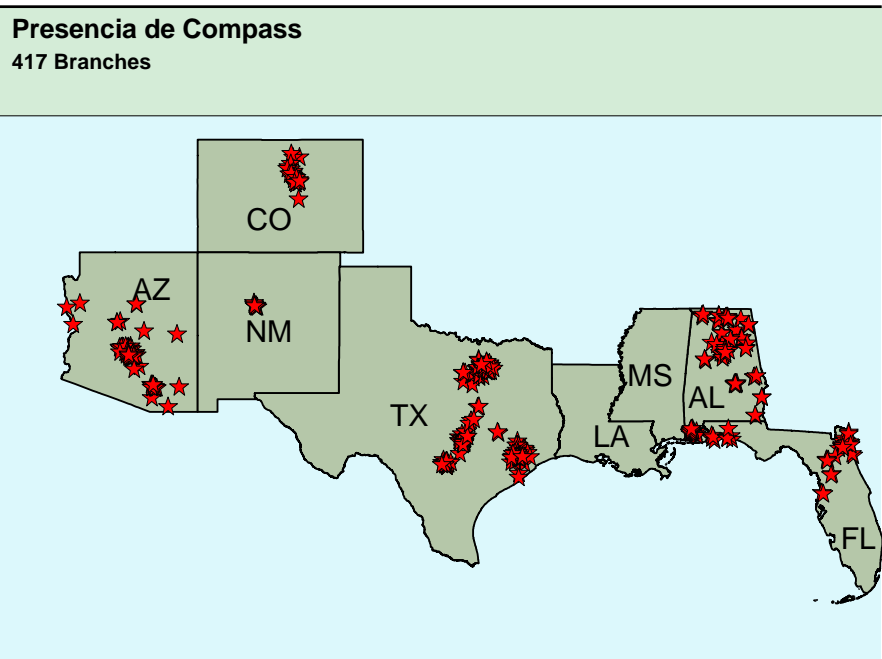 Presencia de Compass
417 Branches
CO
AZ
NM
MS
TX
AL
LA
FL